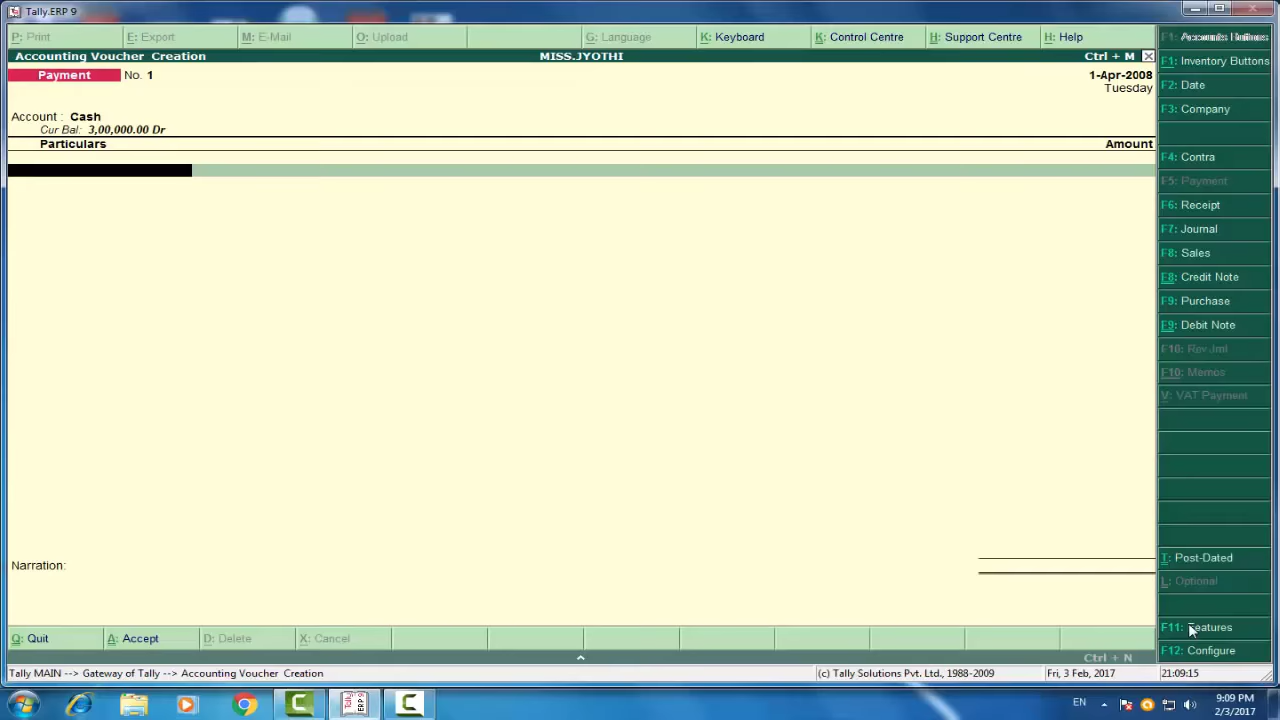 Tally.ERP 9
P: Print E: Export M: E-Mail O: Upload G: Language K: Keyboard K: Control Centre H: Support Centre H: Help
Accounting Voucher Creation MISS.JYOTHI Ctrl + M
Payment No. 1 1-Apr-2008
Tuesday
Account : Cash
Cur Bal: 3,00,000.00 Dr
Particulars Amount
Narration:
F1: Accounts Buttons
F1: Inventory Buttons
F2: Date
F3: Company
F4: Contra
F5: Payment
F6: Receipt
F7: Journal
F8: Sales
F8: Credit Note
F9: Purchase
F9: Debit Note
F10: Rev Jrnl
F10: Memos
V: VAT Payment
T: Post-Dated
L: Optional
F11: Features
F12: Configure
Q: Quit A: Accept D: Delete X: Cancel
Ctrl + N
Tally MAIN --> Gateway of Tally --> Accounting Voucher Creation (c) Tally Solutions Pvt. Ltd., 1988-2009 Fri, 3 Feb, 2017 21:09:15
EN 9:09 PM
2/3/2017